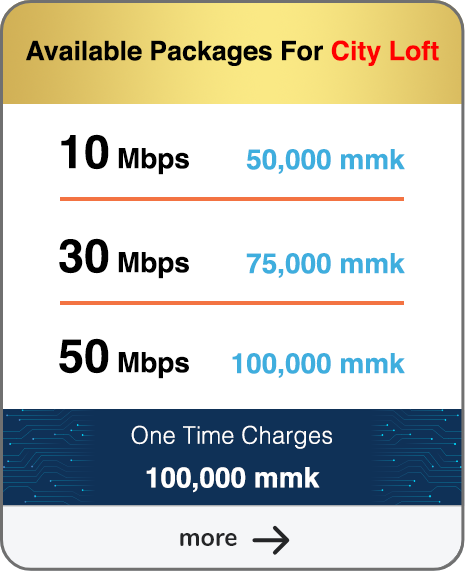 Available Packages For City Loft
10 Mbps 50,000 mmk
30 Mbps 75,000 mmk
50 Mbps 100,000 mmk
One Time Charges
100,000 mmk
more →